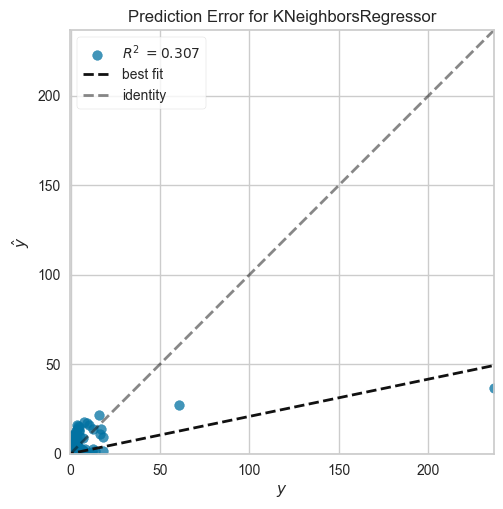 Prediction Error for KNeighborsRegressor
R² = 0.307
best fit
identity
200
150
100
50
0
ŷ
0 50 100 150 200
y